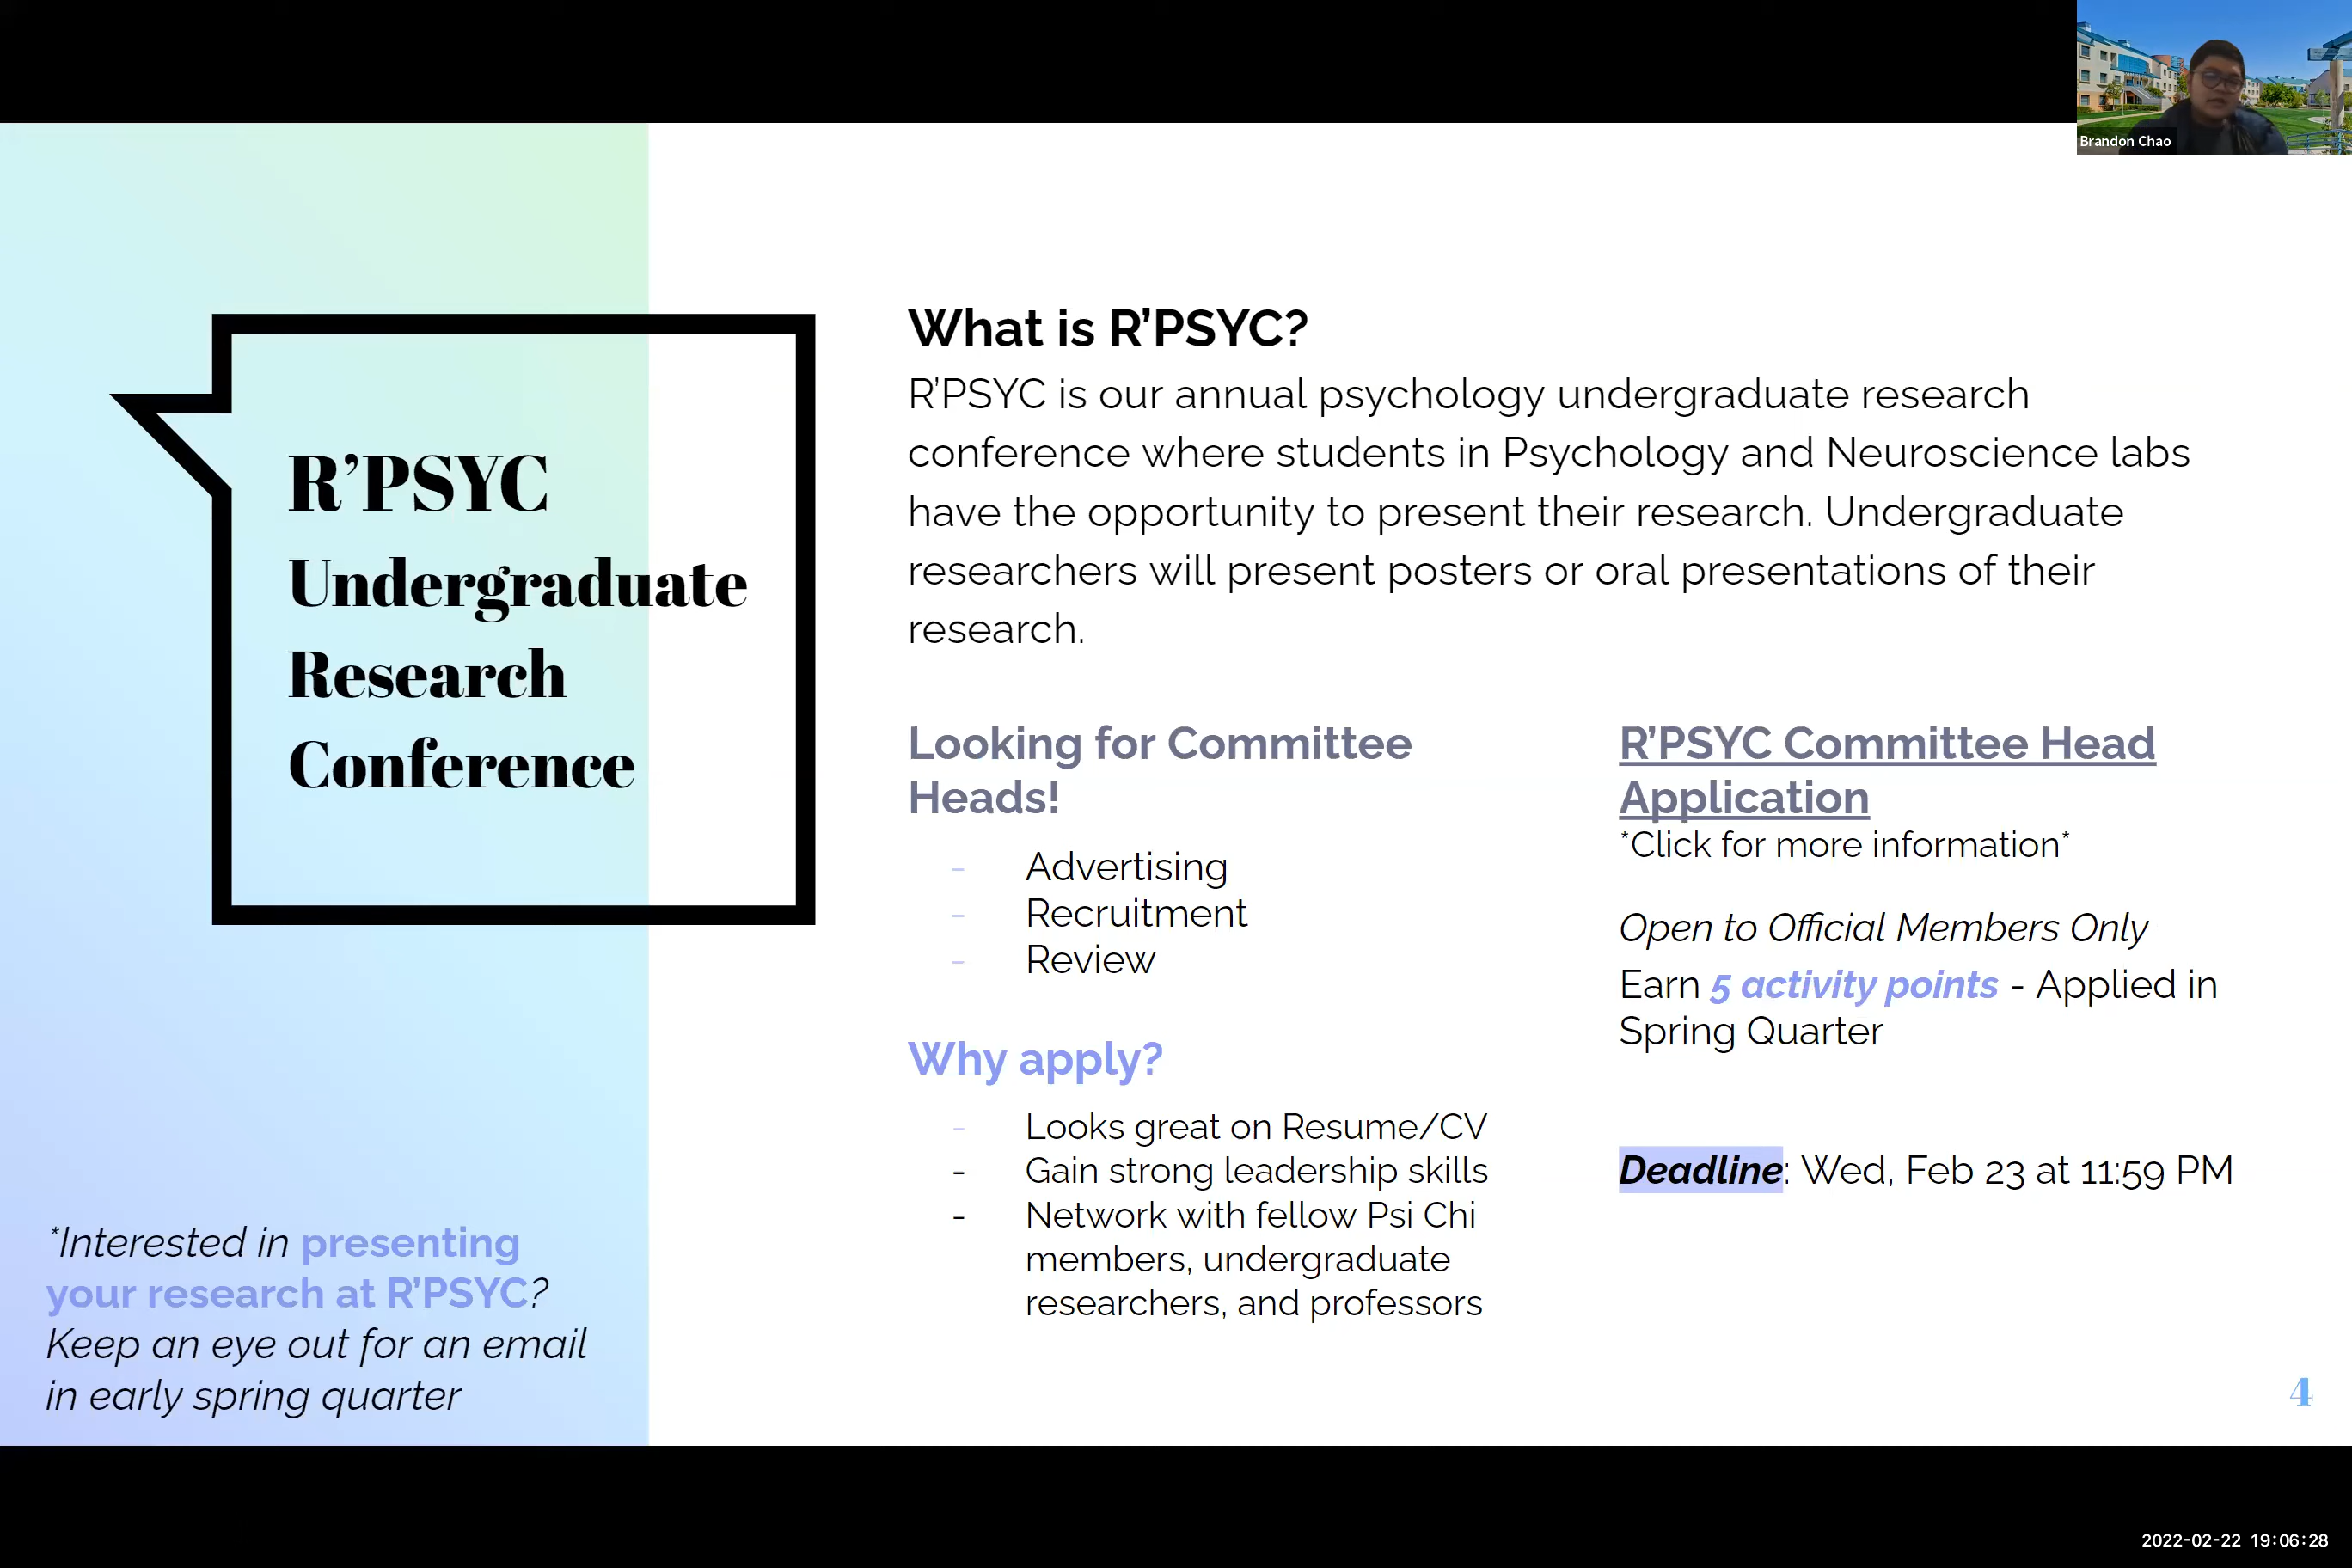 Brandon Chao
R’PSYC
Undergraduate
Research
Conference
*Interested in presenting
your research at R’PSYC?
Keep an eye out for an email
in early spring quarter
What is R’PSYC?
R’PSYC is our annual psychology undergraduate research
conference where students in Psychology and Neuroscience labs
have the opportunity to present their research. Undergraduate
researchers will present posters or oral presentations of their
research.
Looking for Committee
Heads!
- Advertising
- Recruitment
- Review
Why apply?
- Looks great on Resume/CV
- Gain strong leadership skills
- Network with fellow Psi Chi
members, undergraduate
researchers, and professors
R’PSYC Committee Head
Application
*Click for more information*
Open to Official Members Only
Earn 5 activity points - Applied in
Spring Quarter
Deadline: Wed, Feb 23 at 11:59 PM
4
2022-02-22 19:06:28